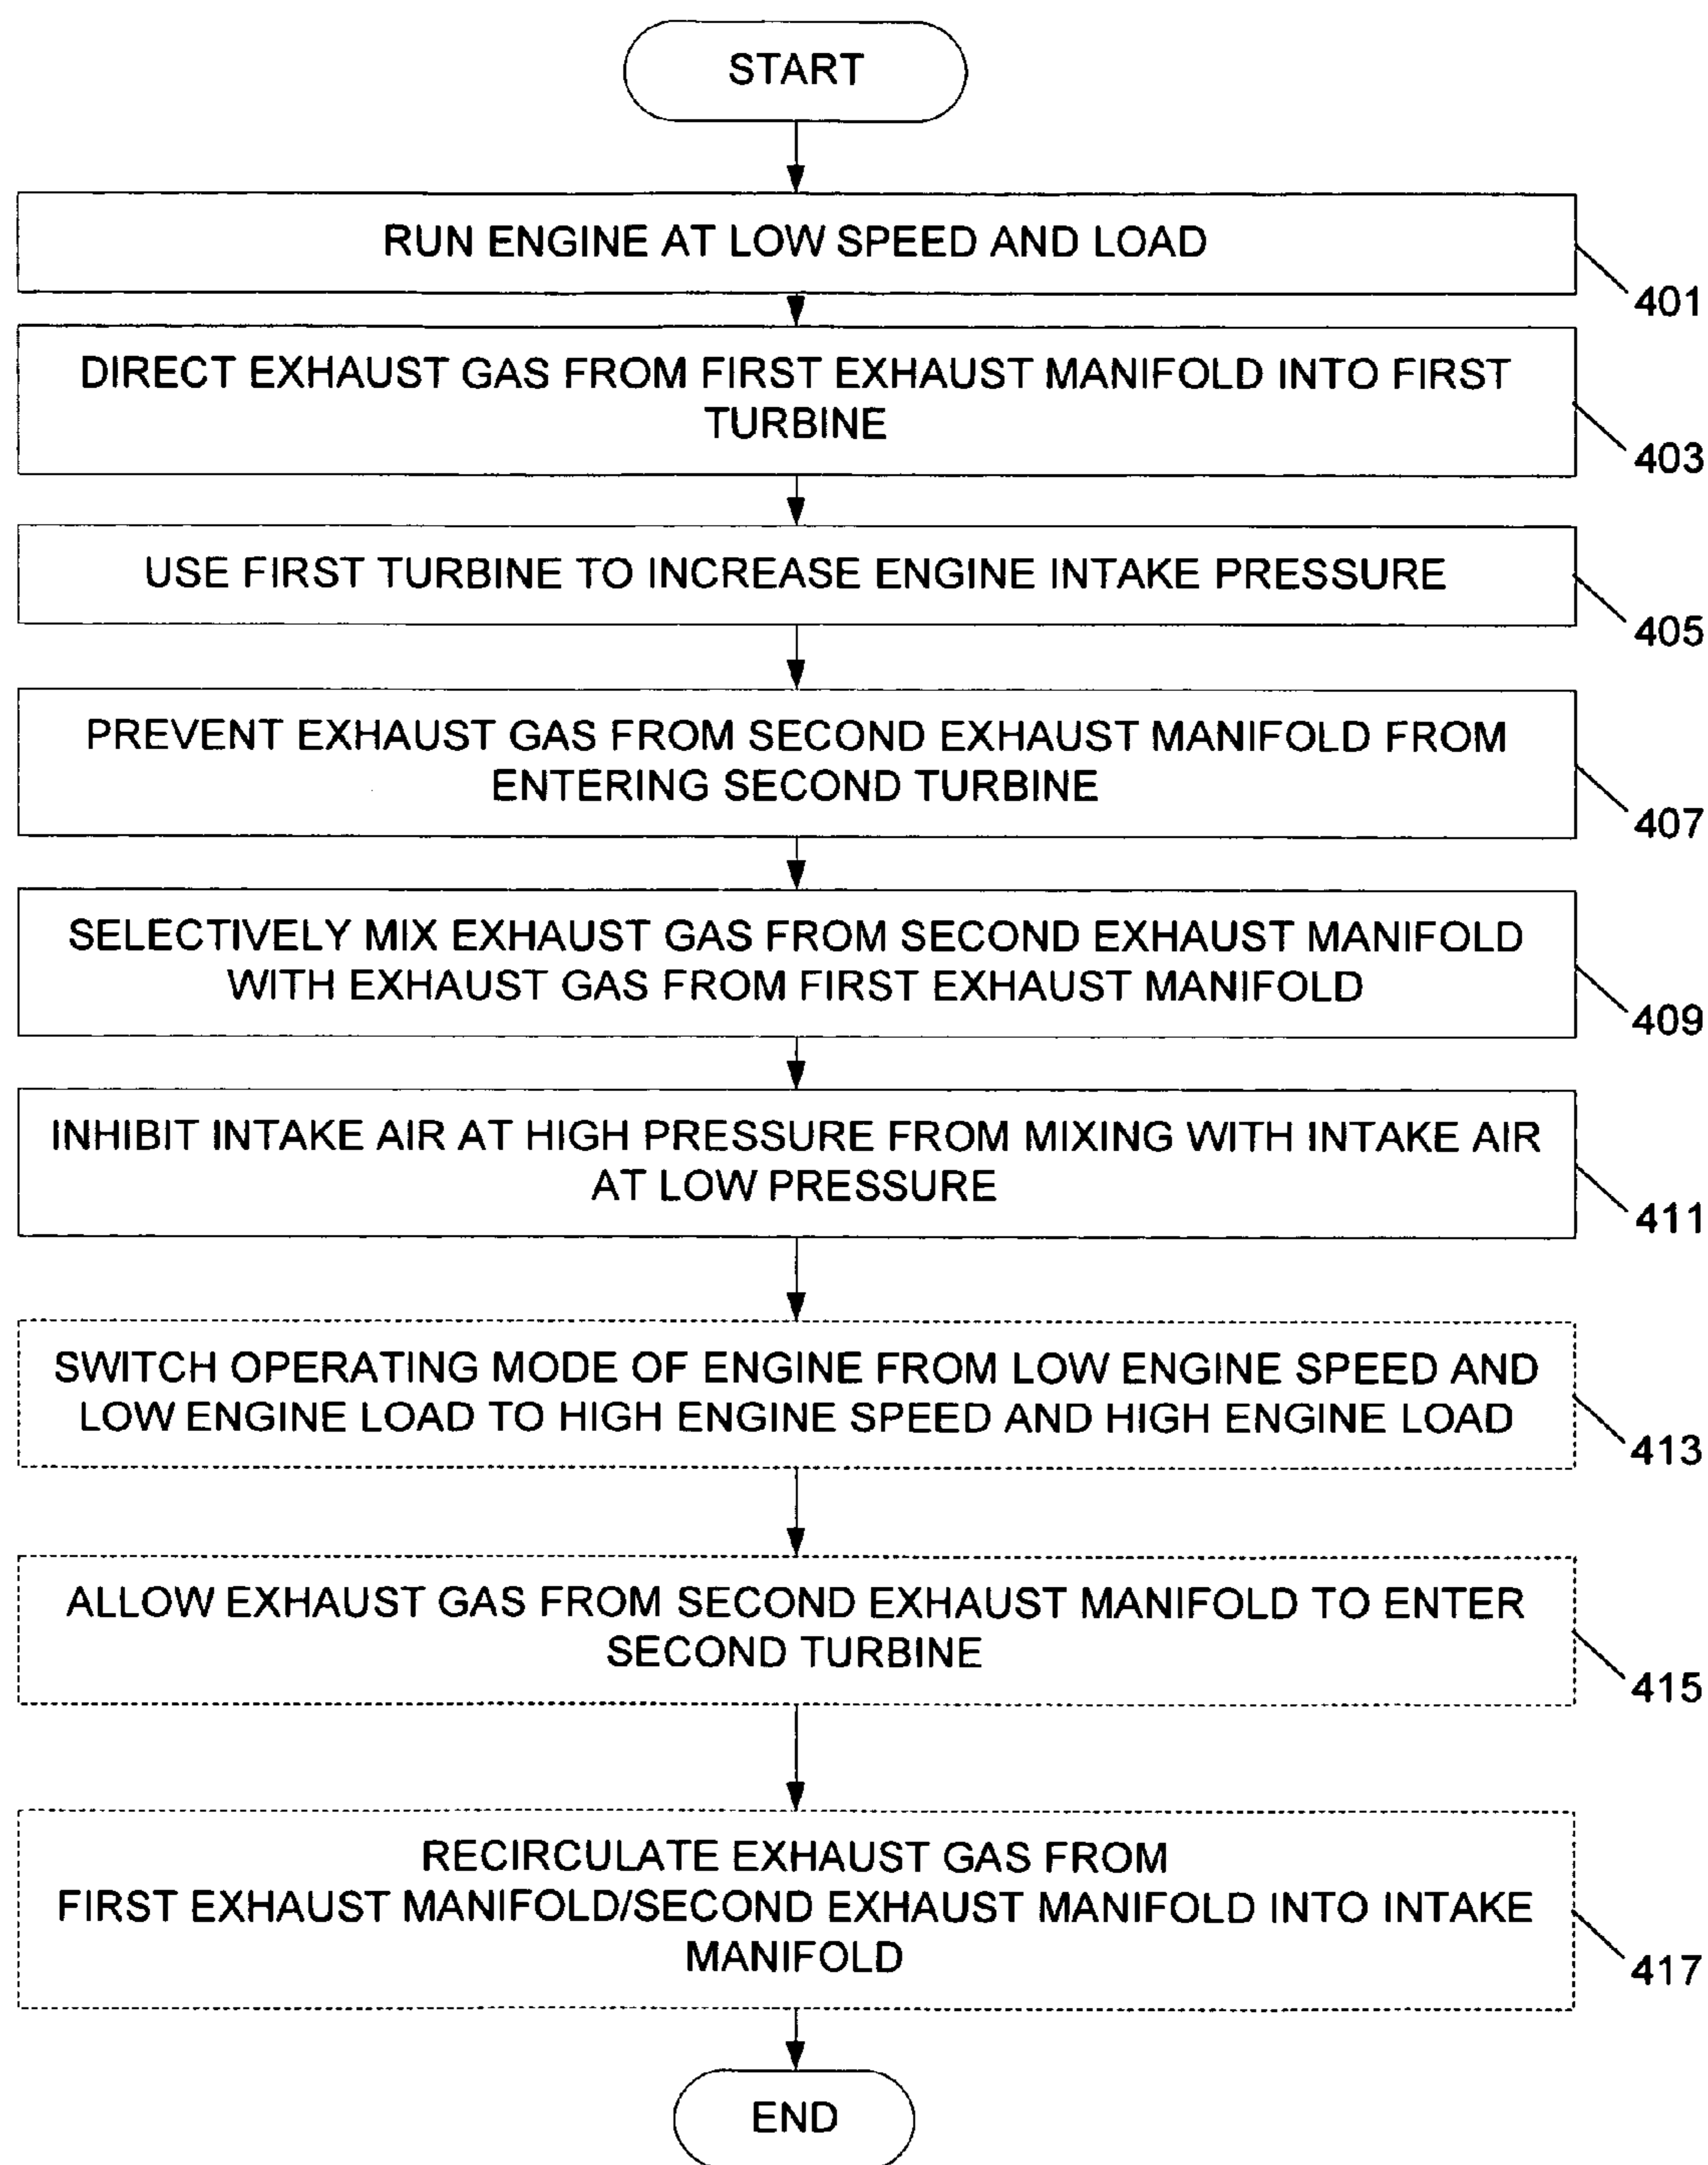 START
RUN ENGINE AT LOW SPEED AND LOAD
401
DIRECT EXHAUST GAS FROM FIRST EXHAUST MANIFOLD INTO FIRST
TURBINE
403
USE FIRST TURBINE TO INCREASE ENGINE INTAKE PRESSURE
405
PREVENT EXHAUST GAS FROM SECOND EXHAUST MANIFOLD FROM
ENTERING SECOND TURBINE
407
SELECTIVELY MIX EXHAUST GAS FROM SECOND EXHAUST MANIFOLD
WITH EXHAUST GAS FROM FIRST EXHAUST MANIFOLD
409
INHIBIT INTAKE AIR AT HIGH PRESSURE FROM MIXING WITH INTAKE AIR
AT LOW PRESSURE
411
SWITCH OPERATING MODE OF ENGINE FROM LOW ENGINE SPEED AND
LOW ENGINE LOAD TO HIGH ENGINE SPEED AND HIGH ENGINE LOAD
413
ALLOW EXHAUST GAS FROM SECOND EXHAUST MANIFOLD TO ENTER
SECOND TURBINE
415
RECIRCULATE EXHAUST GAS FROM
FIRST EXHAUST MANIFOLD/SECOND EXHAUST MANIFOLD INTO INTAKE
MANIFOLD
417
END